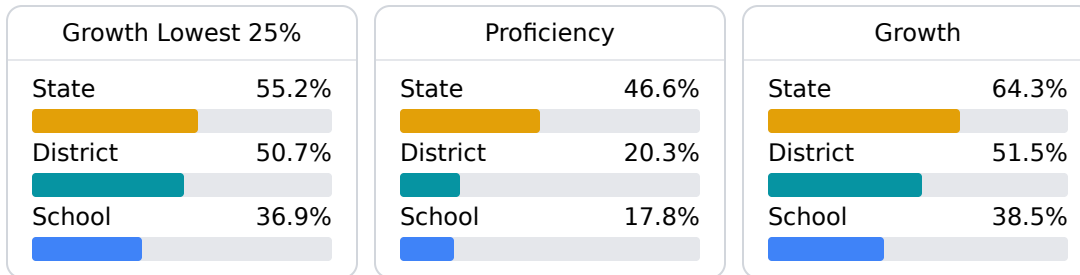 Growth Lowest 25%
State 55.2%
District 50.7%
School 36.9%
Proficiency
State 46.6%
District 20.3%
School 17.8%
Growth
State 64.3%
District 51.5%
School 38.5%